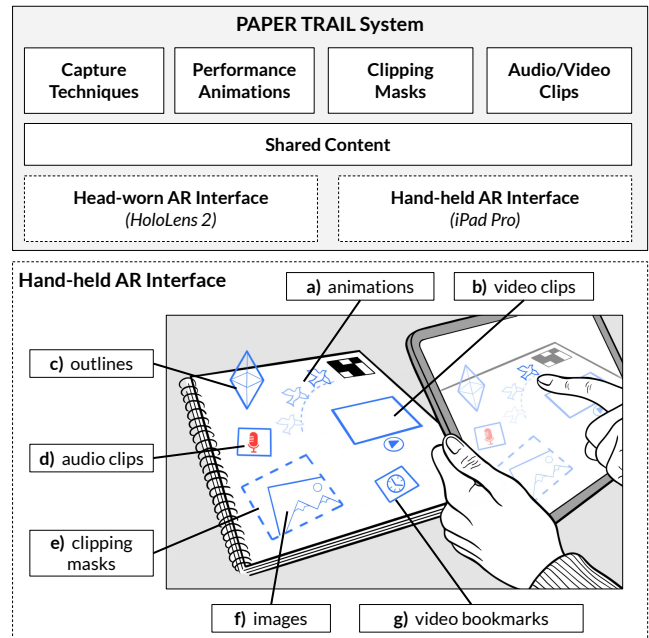 PAPER TRAIL System
Capture
Techniques
Performance
Animations
Clipping
Masks
Audio/Video
Clips
Shared Content
Head-worn AR Interface
(HoloLens 2)
Hand-held AR Interface
(iPad Pro)
Hand-held AR Interface
a) animations
b) video clips
c) outlines
d) audio clips
e) clipping
masks
f) images
g) video bookmarks